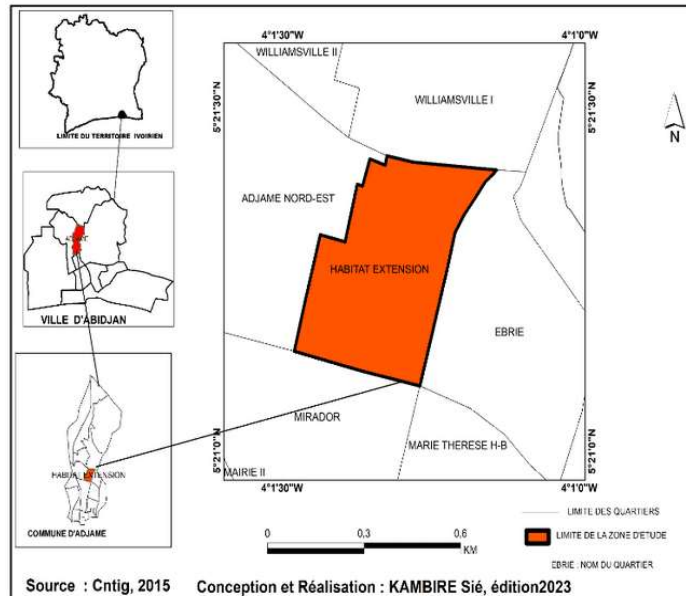 LIMITE DU TERRITOIRE IVOIRIEN
VILLE D'ABIDJAN
HABITAT EXTENSION
COMMUNE D'ADJAME
4°1'30"W
4°1'0"W
5°21'30"N
5°21'30"N
WILLIAMSVILLE II
WILLIAMSVILLE I
N
ADJAME NORD-EST
HABITAT EXTENSION
EBRIE
MIRADOR
MARIE THERESE H-B
MAIRIE II
5°21'0"N
5°21'0"N
4°1'30"W
4°1'0"W
0
0.3
0.6
KM
LIMITE DES QUARTIERS
LIMITE DE LA ZONE D'ETUDE
EBRIE : NOM DU QUARTIER
Source : Cntig, 2015 Conception et Réalisation : KAMBIRE Sié, édition2023